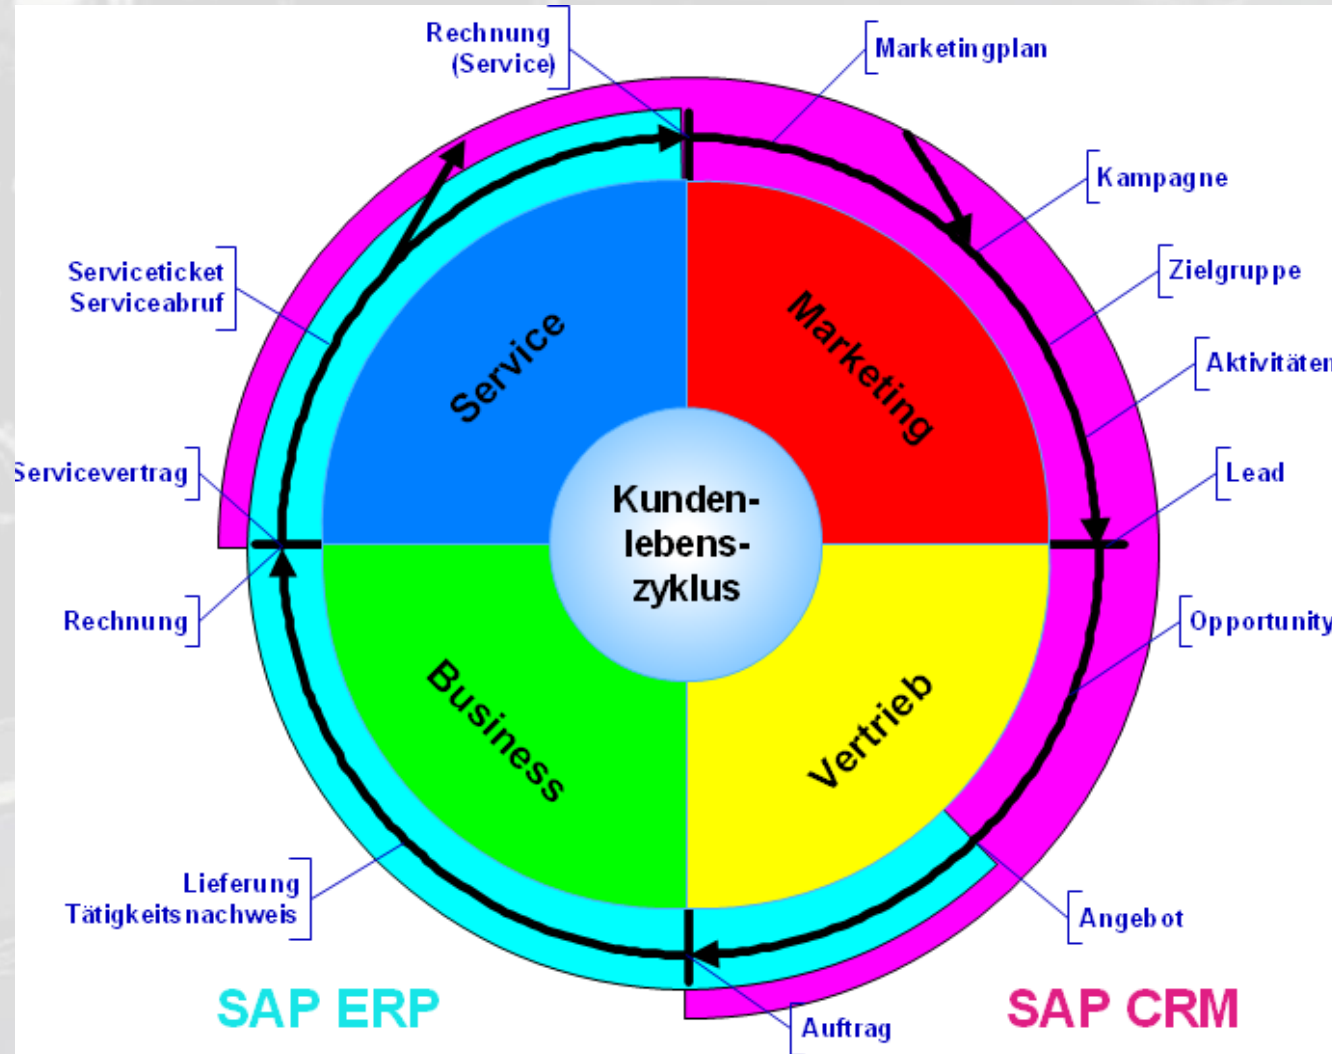 Rechnung
(Service)
Marketingplan
Kampagne
Serviceticket
Serviceabruf
Zielgruppe
Aktivitäten
Service
Marketing
Servicevertrag
Lead
Kunden-
lebens-
zyklus
Rechnung
Opportunity
Business
Vertrieb
Lieferung
Tätigkeitsnachweis
Angebot
SAP ERP
SAP CRM
Auftrag